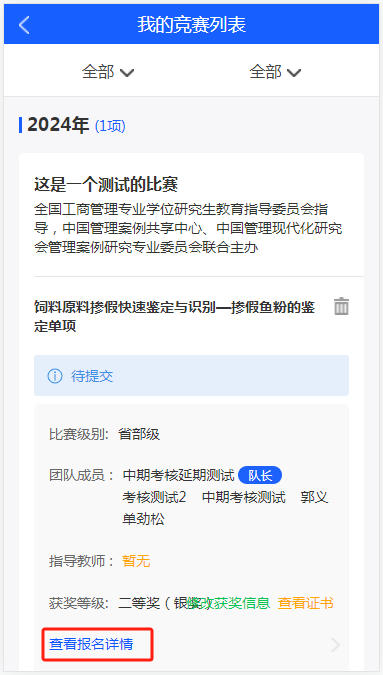 我的竞赛列表
全部 全部
2024年 (1项)
这是一个测试的比赛
全国工商管理专业学位研究生教育指导委员会指
导，中国管理案例共享中心、中国管理现代化研究
会管理案例研究专业委员会联合主办
饲料原料掺假快速鉴定与识别—掺假鱼粉的鉴
定单项
待提交
比赛级别: 省部级
团队成员： 中期考核延期测试 队长
考核测试2 中期考核测试 郭义
单劲松
指导教师： 暂无
获奖等级: 二等奖（银奖）修改获奖信息 查看证书
查看报名详情